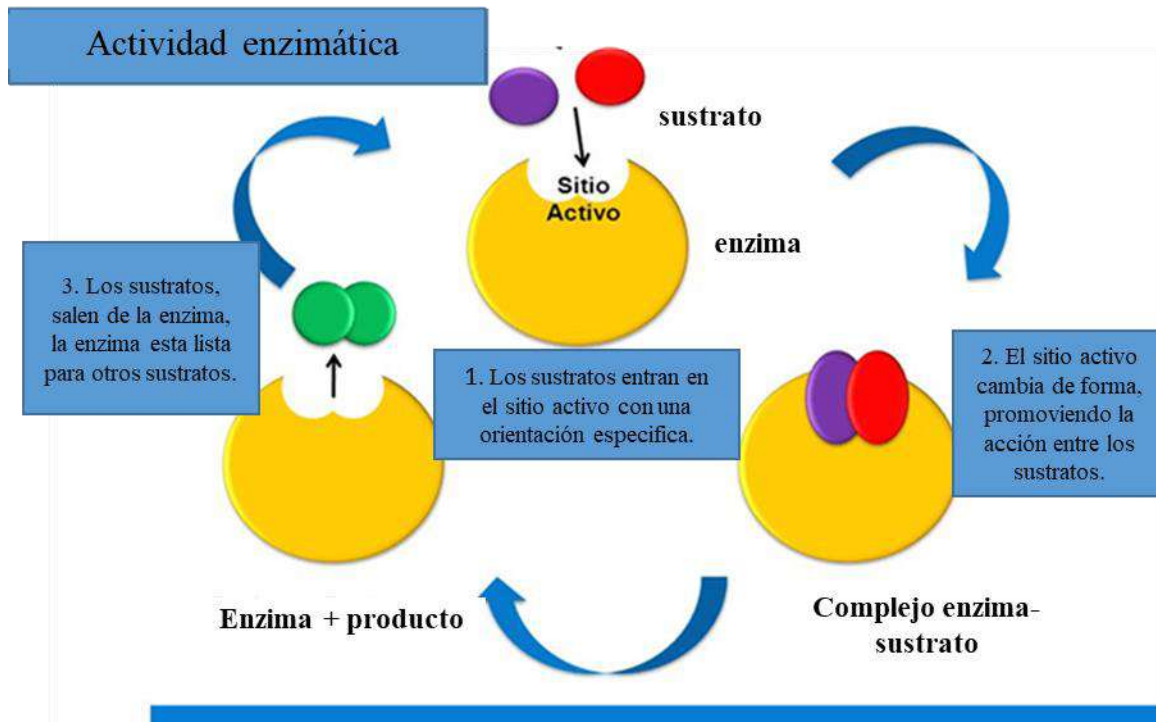 Actividad enzimática
sustrato
Sitio
Activo
enzima
1. Los sustratos entran en
el sitio activo con una
orientación especifica.
2. El sitio activo
cambia de forma,
promoviendo la
acción entre los
sustratos.
Complejo enzima-
sustrato
3. Los sustratos,
salen de la enzima,
la enzima esta lista
para otros sustratos.
Enzima + producto